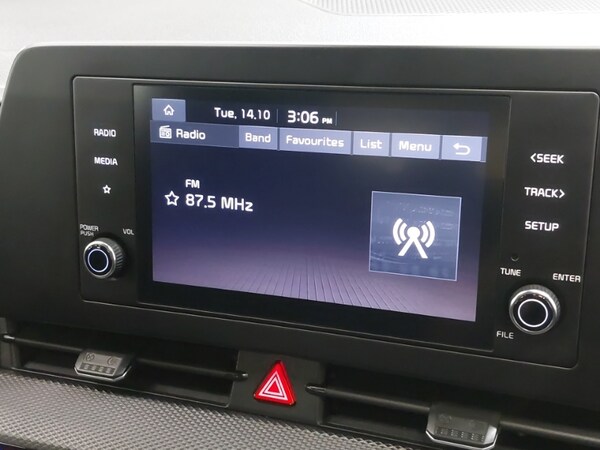 Tue, 14.10 3:06 PM
Radio Band Favourites List Menu
FM
87.5 MHz
RADIO
MEDIA
POWER
PUSH
VOL
<SEEK
TRACK>
SETUP
TUNE
ENTER
FILE